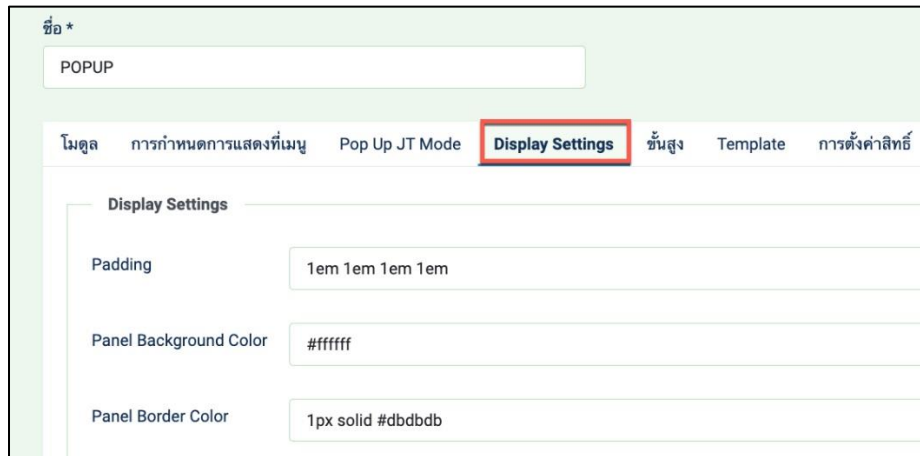 ชื่อ *
POPUP
โมดูล การกำหนดการแสดงที่เมนู Pop Up JT Mode Display Settings ขั้นสูง Template การตั้งค่าสิทธิ์
Display Settings
Padding 1em 1em 1em 1em
Panel Background Color #ffffff
Panel Border Color 1px solid #dbdbdb